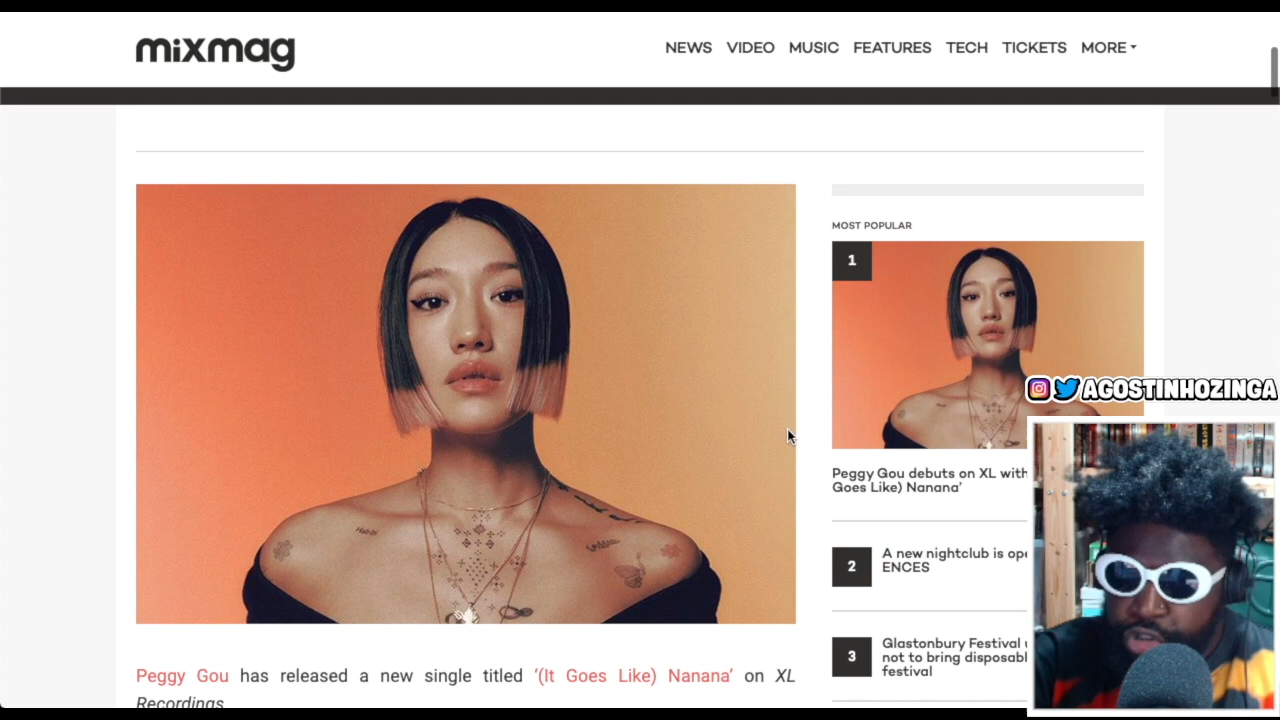 mixmag
NEWS VIDEO MUSIC FEATURES TECH TICKETS MORE
MOST POPULAR
1
AGOSTINHOZINGA
Peggy Gou debuts on XL with
Goes Like) Nanana’
2
A new nightclub is ope
ENCES
3
Glastonbury Festival
not to bring disposabl
festival
Peggy Gou has released a new single titled ‘(It Goes Like) Nanana’ on XL
Recordings